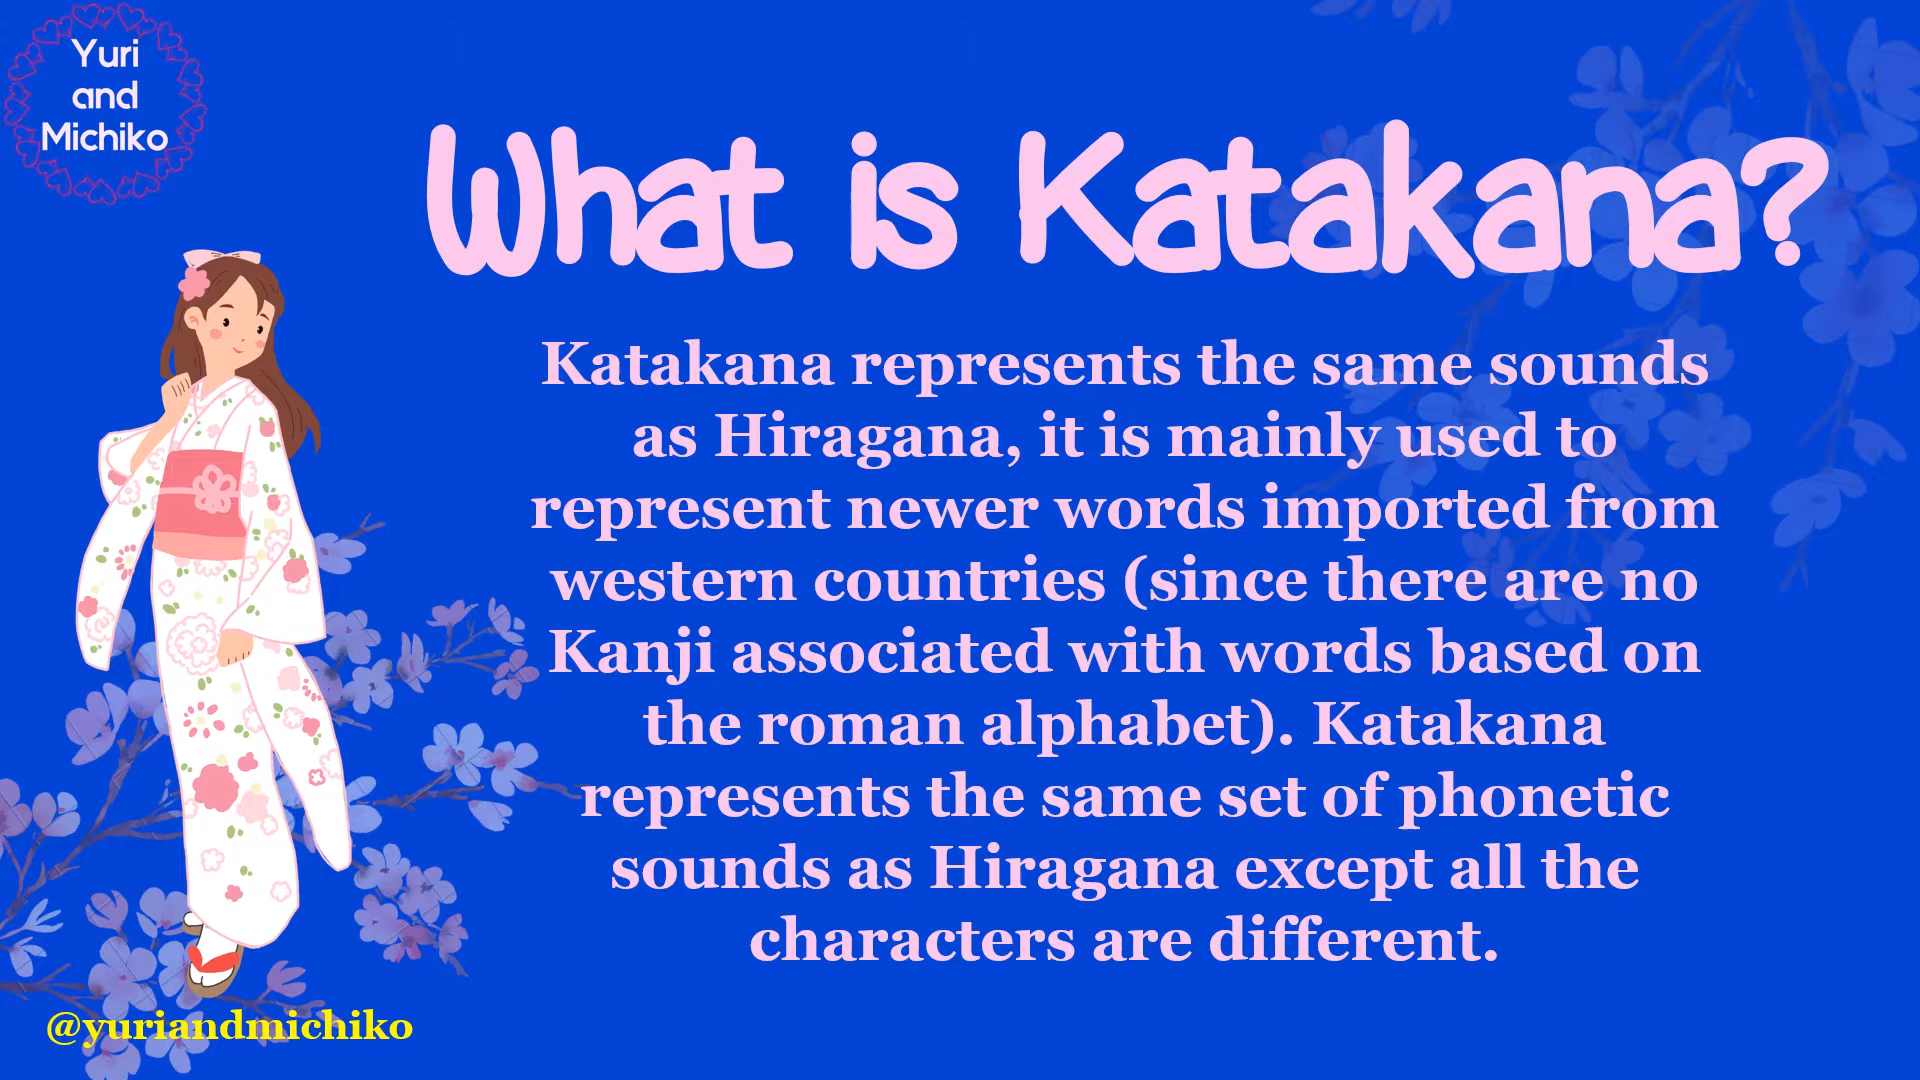 Yuri
and
Michiko
What is Katakana?
Katakana represents the same sounds
as Hiragana, it is mainly used to
represent newer words imported from
western countries (since there are no
Kanji associated with words based on
the roman alphabet). Katakana
represents the same set of phonetic
sounds as Hiragana except all the
characters are different.
@yuriandmichiko